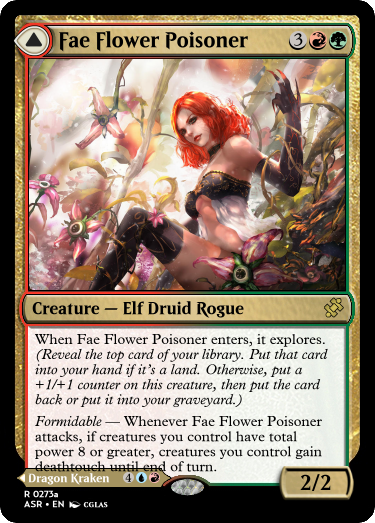 Fae Flower Poisoner 3
Creature — Elf Druid Rogue
When Fae Flower Poisoner enters, it explores.
(Reveal the top card of your library. Put that card
into your hand if it's a land. Otherwise, put a
+1/+1 counter on this creature, then put the card
back or put it into your graveyard.)
Formidable — Whenever Fae Flower Poisoner
attacks, if creatures you control have total
power 8 or greater, creatures you control gain
deathtouch until end of turn.
Dragon Kraken 4
2/2
R 0273a
ASR • EN CGLAS